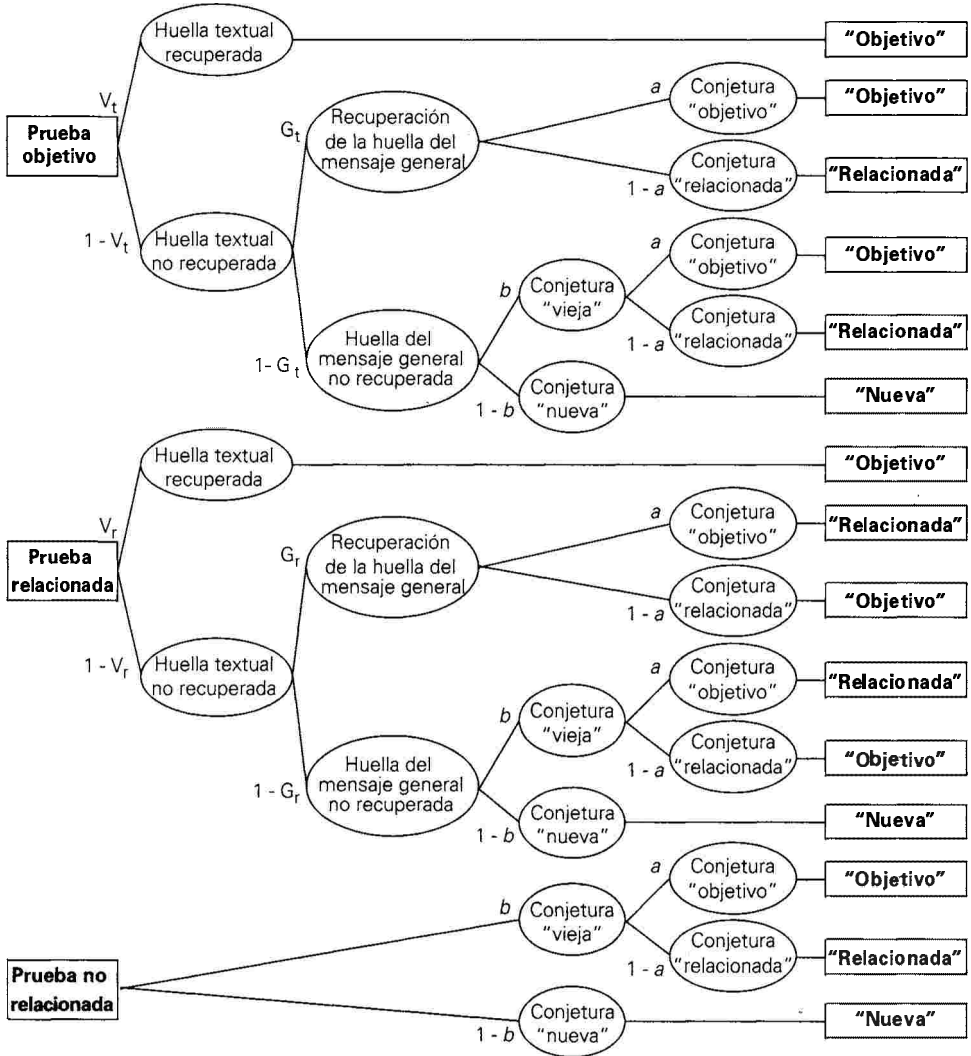 Huella textual
recuperada
"Objetivo"
V_t
a
Conjetura
"objetivo"
"Objetivo"
G_t
Recuperación
de la huella del
mensaje general
Prueba
objetivo
1 - a
Conjetura
"relacionada"
"Relacionada"
1 - V_t
Huella textual
no recuperada
a
Conjetura
"objetivo"
"Objetivo"
b
Conjetura
"vieja"
1 - a
Conjetura
"relacionada"
"Relacionada"
1- G_t
Huella del
mensaje general
no recuperada
1 - b
Conjetura
"nueva"
"Nueva"
Huella textual
recuperada
"Objetivo"
V_r
a
Conjetura
"objetivo"
"Relacionada"
G_r
Recuperación
de la huella del
mensaje general
Prueba
relacionada
1 - a
Conjetura
"relacionada"
"Objetivo"
1 - V_r
Huella textual
no recuperada
a
Conjetura
"objetivo"
"Relacionada"
b
Conjetura
"vieja"
1 - a
Conjetura
"relacionada"
"Objetivo"
1 - G_r
Huella del
mensaje general
no recuperada
1 - b
Conjetura
"nueva"
"Nueva"
a
Conjetura
"objetivo"
"Objetivo"
b
Conjetura
"vieja"
1 - a
Conjetura
"relacionada"
"Relacionada"
Prueba no
relacionada
1 - b
Conjetura
"nueva"
"Nueva"